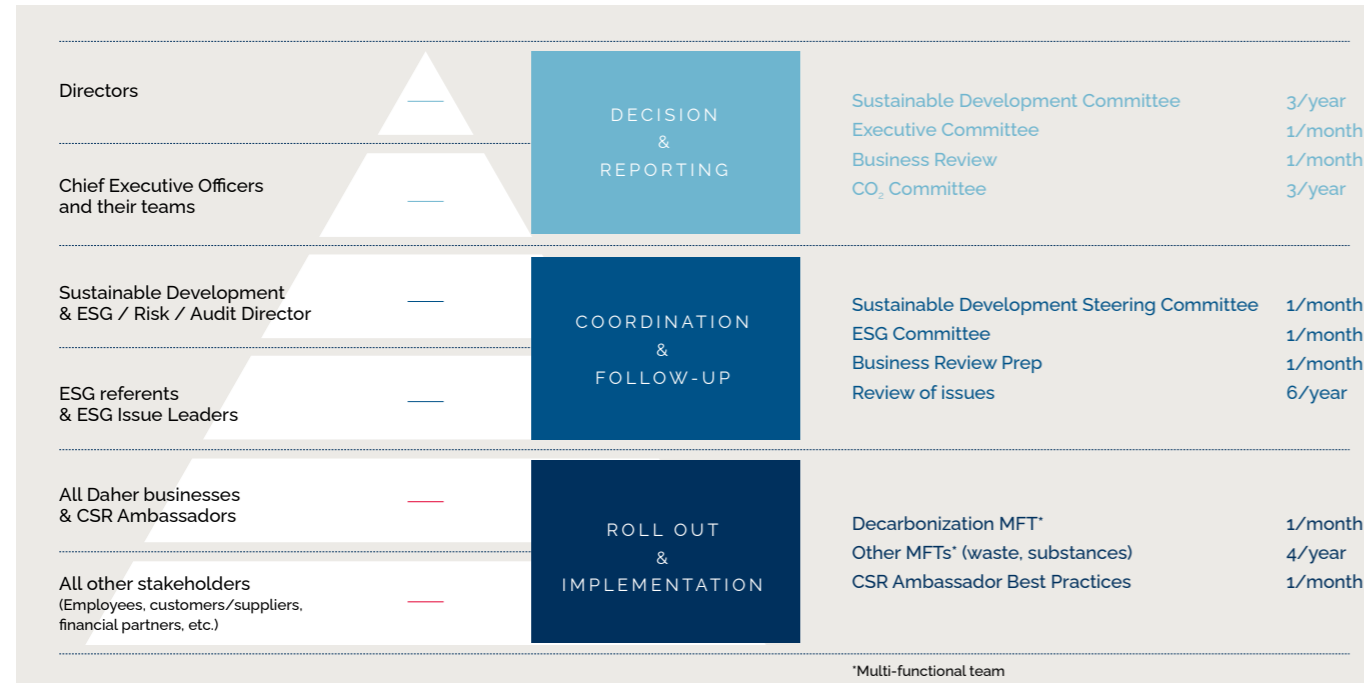 Directors
Chief Executive Officers
and their teams
DECISION
&
REPORTING
Sustainable Development Committee 3/year
Executive Committee 1/month
Business Review 1/month
CO₂ Committee 3/year
Sustainable Development
& ESG / Risk / Audit Director
ESG referents
& ESG Issue Leaders
COORDINATION
&
FOLLOW-UP
Sustainable Development Steering Committee 1/month
ESG Committee 1/month
Business Review Prep 1/month
Review of issues 6/year
All Daher businesses
& CSR Ambassadors
All other stakeholders
(Employees, customers/suppliers,
financial partners, etc.)
ROLL OUT
&
IMPLEMENTATION
Decarbonization MFT* 1/month
Other MFTs* (waste, substances) 4/year
CSR Ambassador Best Practices 1/month
*Multi-functional team